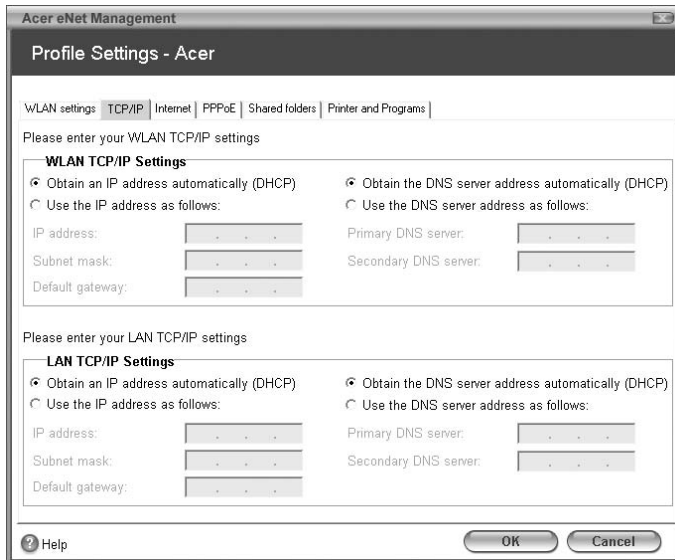 Acer eNet Management
Profile Settings - Acer
WLAN settings TCP/IP Internet PPPoE Shared folders Printer and Programs
Please enter your WLAN TCP/IP settings
WLAN TCP/IP Settings
Obtain an IP address automatically (DHCP) Obtain the DNS server address automatically (DHCP)
Use the IP address as follows: Use the DNS server address as follows:
IP address: Primary DNS server:
Subnet mask: Secondary DNS server:
Default gateway:
Please enter your LAN TCP/IP settings
LAN TCP/IP Settings
Obtain an IP address automatically (DHCP) Obtain the DNS server address automatically (DHCP)
Use the IP address as follows: Use the DNS server address as follows:
IP address: Primary DNS server:
Subnet mask: Secondary DNS server:
Default gateway:
? Help OK Cancel